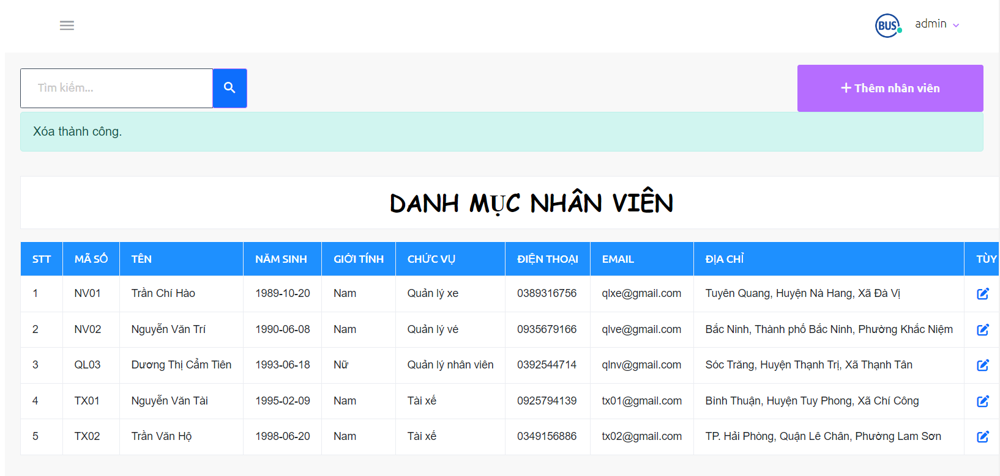 BUS admin
Tìm kiếm...
+ Thêm nhân viên
Xóa thành công.
DANH MỤC NHÂN VIÊN
STT MÃ SỐ TÊN NĂM SINH GIỚI TÍNH CHỨC VỤ ĐIỆN THOẠI EMAIL ĐỊA CHỈ TÙY
1 NV01 Trần Chí Hào 1989-10-20 Nam Quản lý xe 0389316756 qlxe@gmail.com Tuyên Quang, Huyện Nà Hang, Xã Đà Vị
2 NV02 Nguyễn Văn Trí 1990-06-08 Nam Quản lý vé 0935679166 qlve@gmail.com Bắc Ninh, Thành phố Bắc Ninh, Phường Khắc Niệm
3 QL03 Dương Thị Cẩm Tiên 1993-06-18 Nữ Quản lý nhân viên 0392544714 qlnv@gmail.com Sóc Trăng, Huyện Thạnh Trị, Xã Thạnh Tân
4 TX01 Nguyễn Văn Tài 1995-02-09 Nam Tài xế 0925794139 tx01@gmail.com Bình Thuận, Huyện Tuy Phong, Xã Chí Công
5 TX02 Trần Văn Hộ 1998-06-20 Nam Tài xế 0349156886 tx02@gmail.com TP. Hải Phòng, Quận Lê Chân, Phường Lam Sơn